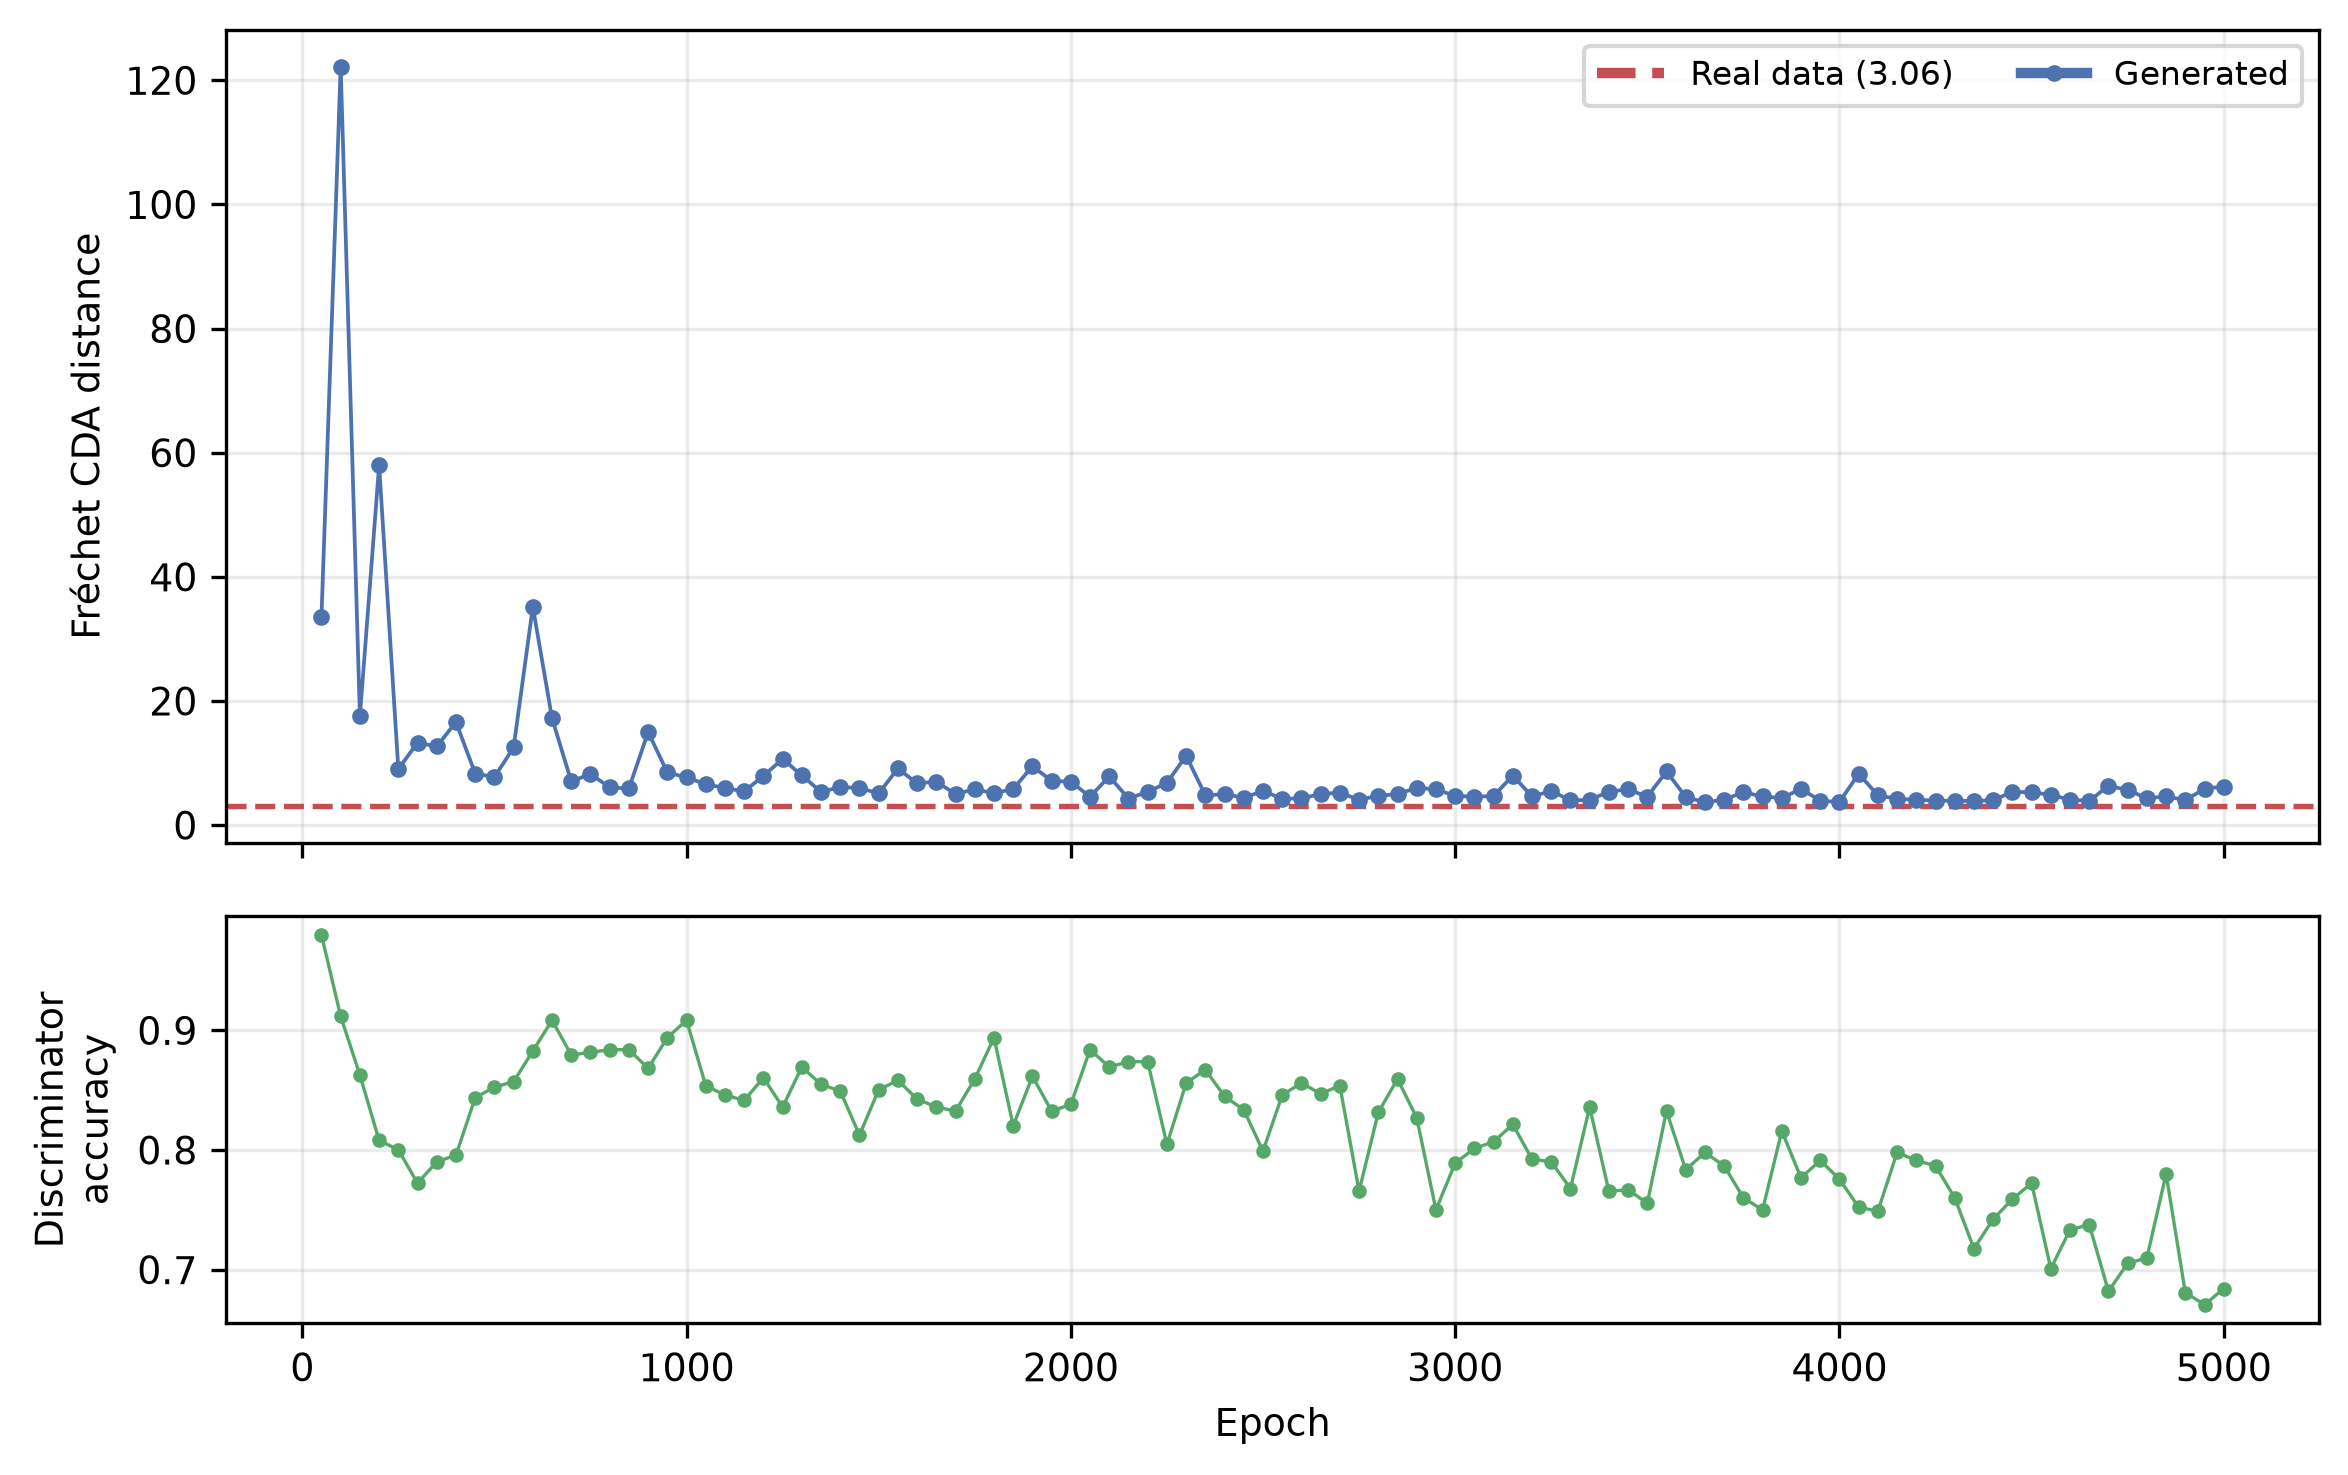 Real data (3.06)
Generated
Fréchet CDA distance
120
100
80
60
40
20
0
Discriminator
accuracy
0.9
0.8
0.7
0
1000
2000
3000
4000
5000
Epoch